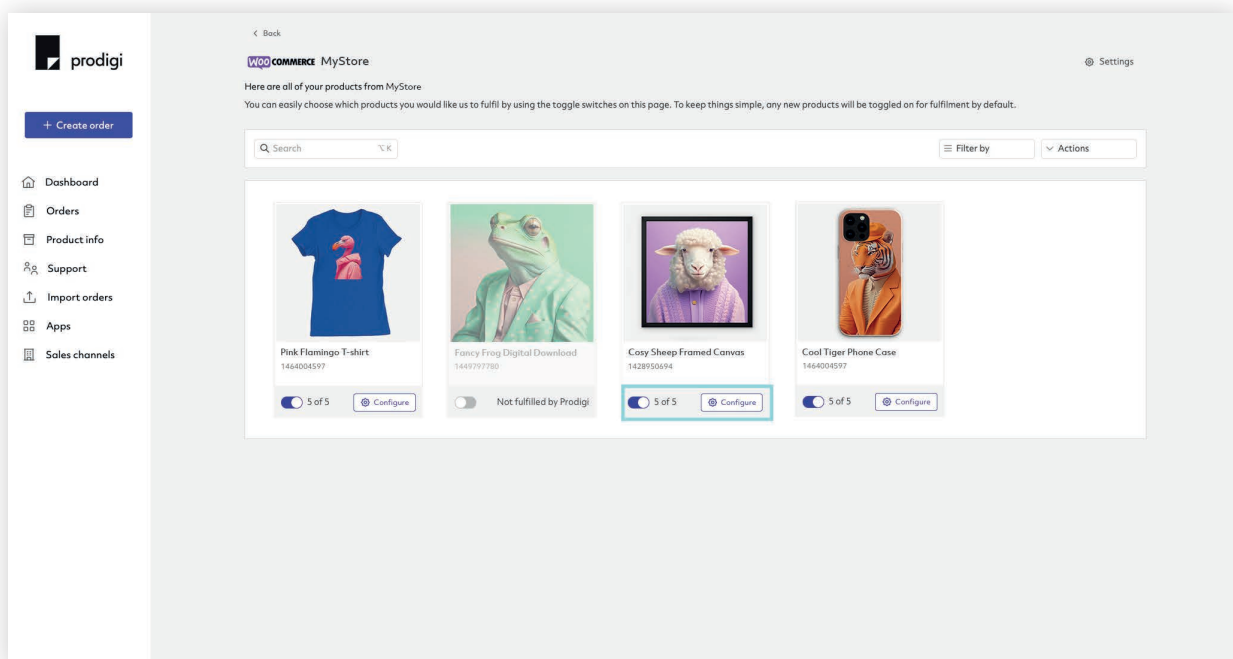 prodigi
+ Create order
Dashboard
Orders
Product info
Support
Import orders
Apps
Sales channels
Back
WOO COMMERCE MyStore
Settings
Here are all of your products from MyStore
You can easily choose which products you would like us to fulfil by using the toggle switches on this page. To keep things simple, any new products will be toggled on for fulfilment by default.
Search ⌥ K
Filter by
Actions
Pink Flamingo T-shirt
1464004597
5 of 5
Configure
Fancy Frog Digital Download
1449797780
Not fulfilled by Prodigi
Cosy Sheep Framed Canvas
1428950694
5 of 5
Configure
Cool Tiger Phone Case
1464004597
5 of 5
Configure